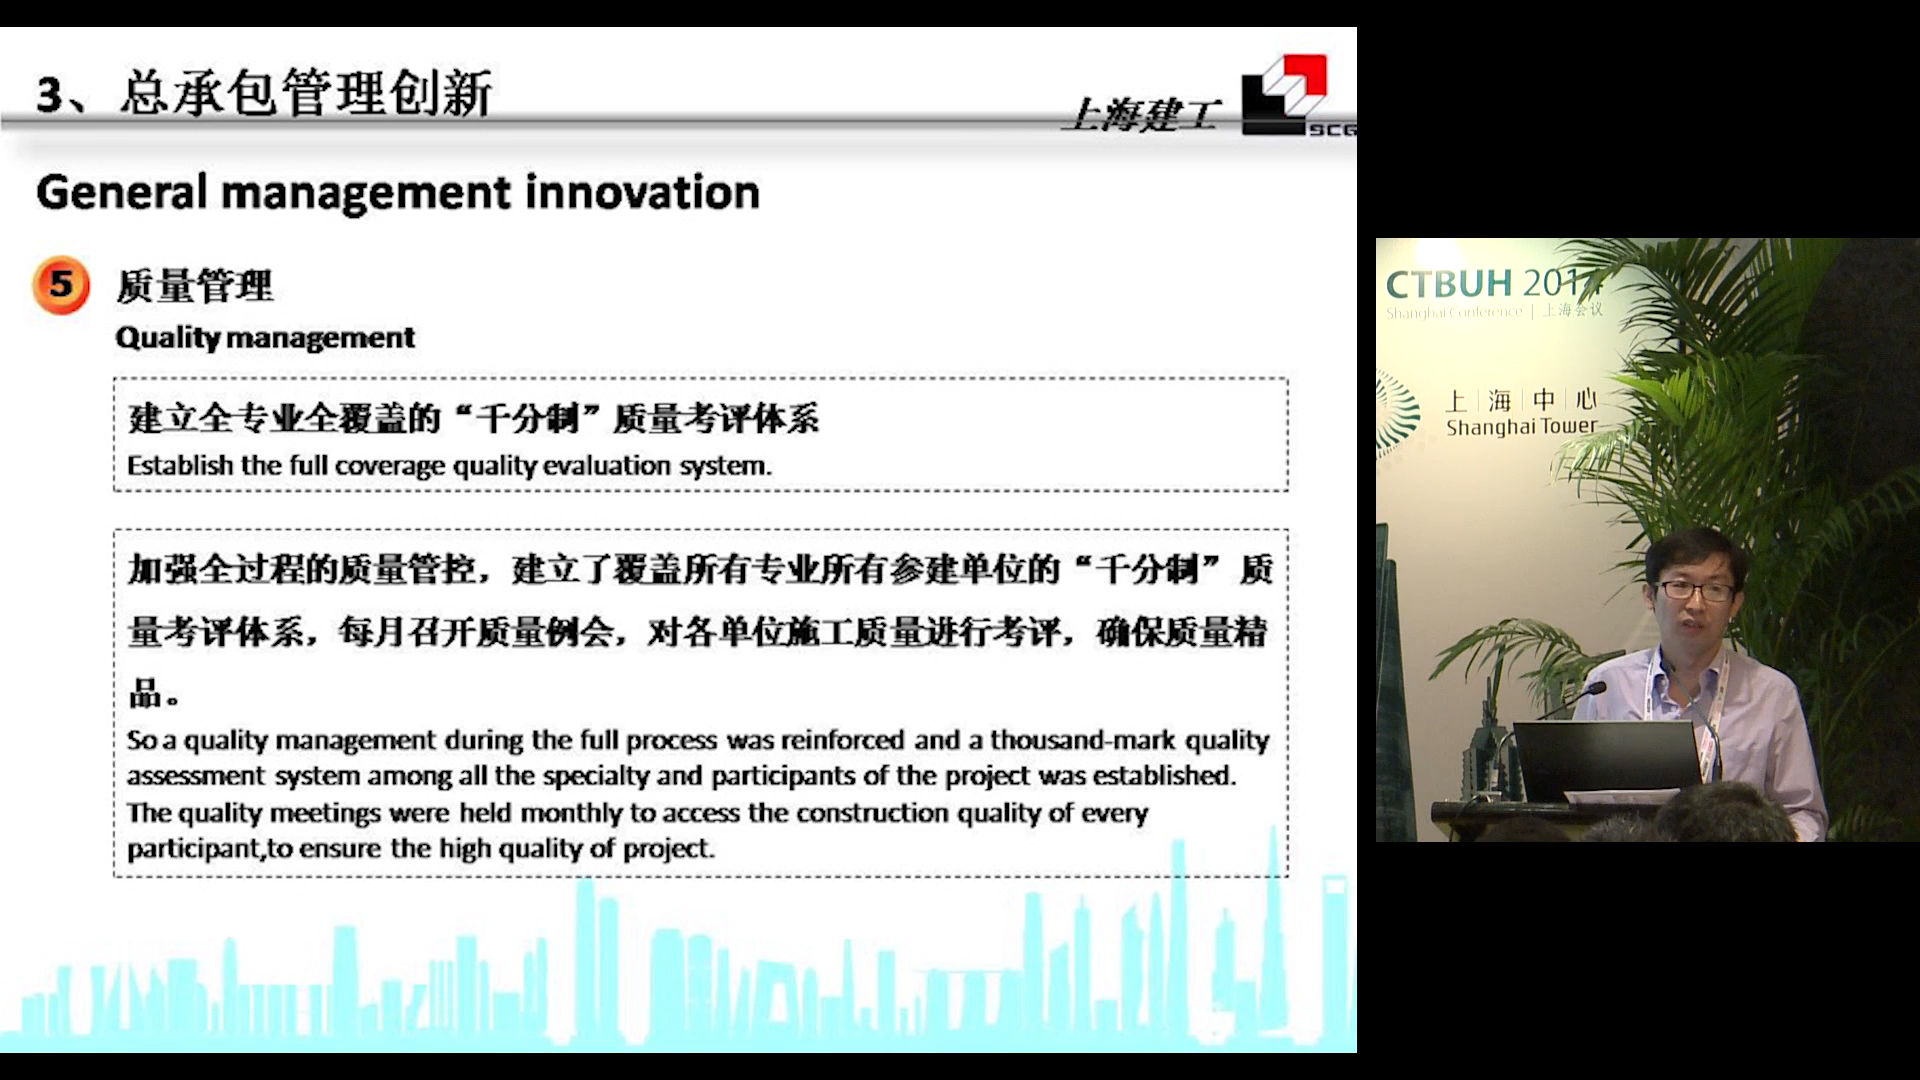 3、总承包管理创新
上海建工
SCG
General management innovation
5 质量管理
Quality management
建立全专业全覆盖的“千分制”质量考评体系
Establish the full coverage quality evaluation system.
加强全过程的质量管控，建立了覆盖所有专业所有参建单位的“千分制”质
量考评体系，每月召开质量例会，对各单位施工质量进行考评，确保质量精
品。
So a quality management during the full process was reinforced and a thousand-mark quality
assessment system among all the specialty and participants of the project was established.
The quality meetings were held monthly to access the construction quality of every
participant,to ensure the high quality of project.
CTBUH 2014
Shanghai Conference | 上海会议
上海中心
Shanghai Tower